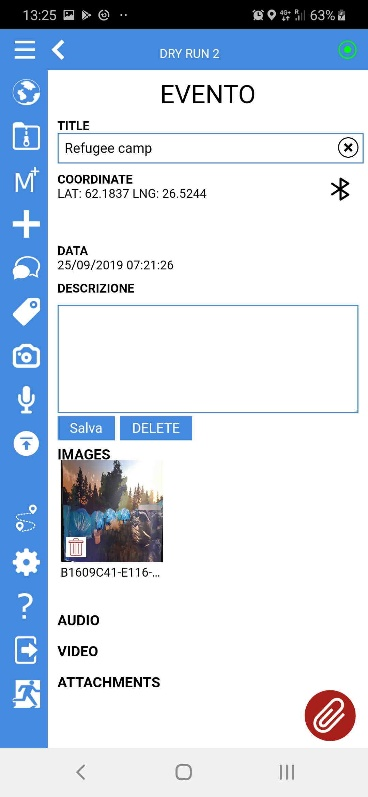 13:25
4G+
R
63%
DRY RUN 2
EVENTO
TITLE
Refugee camp
COORDINATE
LAT: 62.1837 LNG: 26.5244
DATA
25/09/2019 07:21:26
DESCRIZIONE
Salva DELETE
IMAGES
B1609C41-E116-...
AUDIO
VIDEO
ATTACHMENTS
M+
?